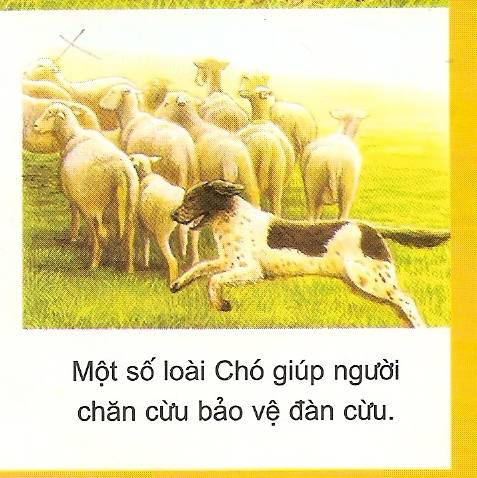 Một số loài Chó giúp người
chăn cừu bảo vệ đàn cừu.